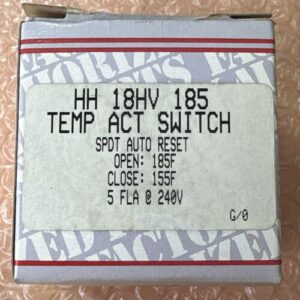 HH 18HV 185
TEMP ACT SWITCH
SPDT AUTO RESET
OPEN: 185F
CLOSE: 155F
5 FLA @ 240V
G/0